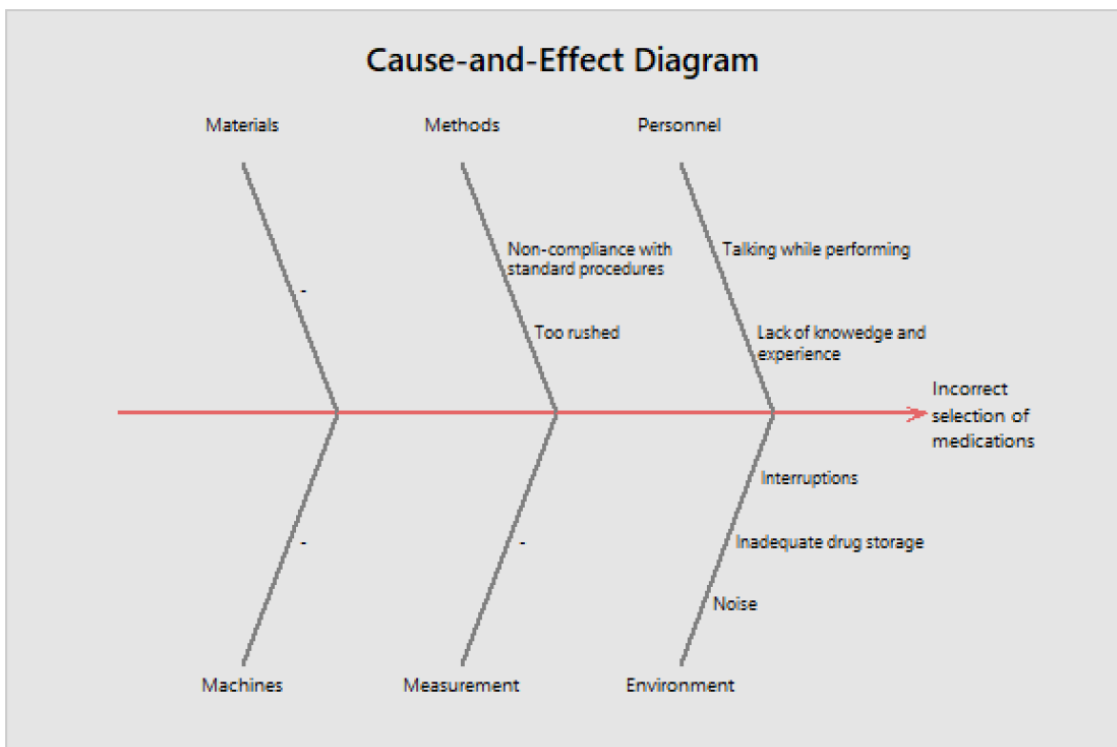 Cause-and-Effect Diagram
Materials
Methods
Personnel
Non-compliance with
standard procedures
Talking while performing
-
Too rushed
Lack of knowedge and
experience
Incorrect
selection of
medications
Interruptions
-
-
Inadequate drug storage
Noise
Machines
Measurement
Environment